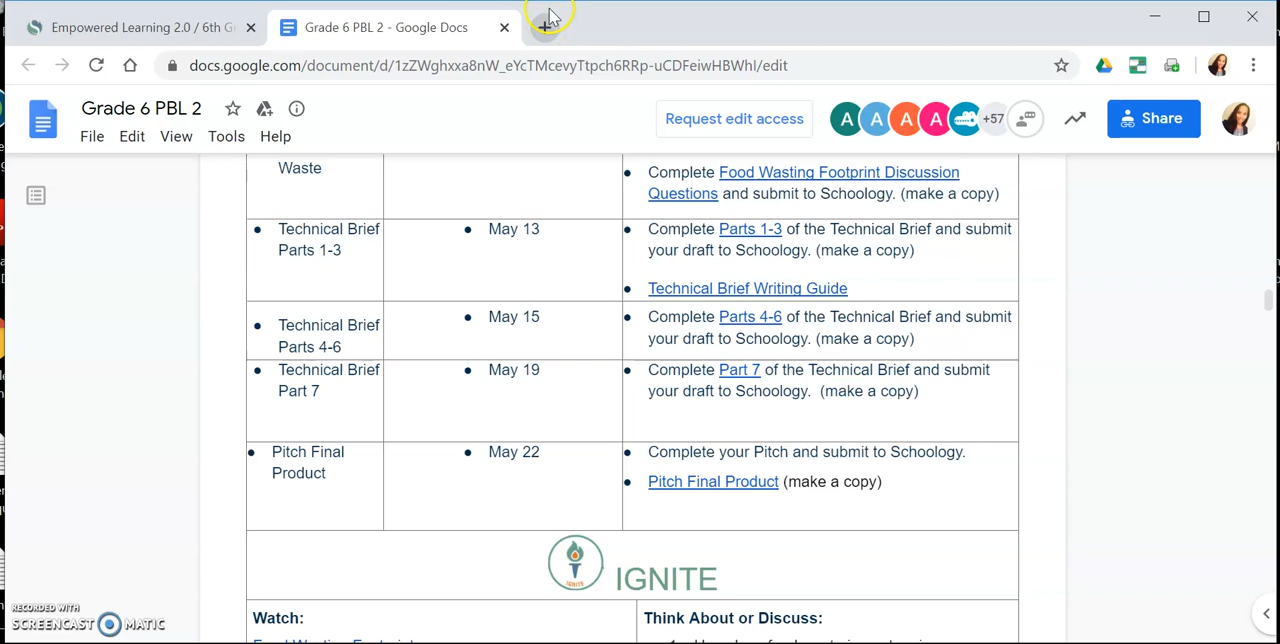 Empowered Learning 2.0 / 6th G
Grade 6 PBL 2 - Google Docs
docs.google.com/document/d/1zZWghxxa8nW_eYcTMcevyTtpch6RRp-uCDFeiwHBWhI/edit
Grade 6 PBL 2
File Edit View Tools Help
Request edit access
A A A A +57
Share
Waste
• Complete Food Wasting Footprint Discussion
Questions and submit to Schoology. (make a copy)
• Technical Brief
Parts 1-3
• May 13
• Complete Parts 1-3 of the Technical Brief and submit
your draft to Schoology. (make a copy)
• Technical Brief Writing Guide
• Technical Brief
Parts 4-6
• May 15
• Complete Parts 4-6 of the Technical Brief and submit
your draft to Schoology. (make a copy)
• Technical Brief
Part 7
• May 19
• Complete Part 7 of the Technical Brief and submit
your draft to Schoology. (make a copy)
• Pitch Final
Product
• May 22
• Complete your Pitch and submit to Schoology.
• Pitch Final Product (make a copy)
IGNITE
IGNITE
Watch:
Think About or Discuss:
RECORDED WITH
SCREENCAST MATIC